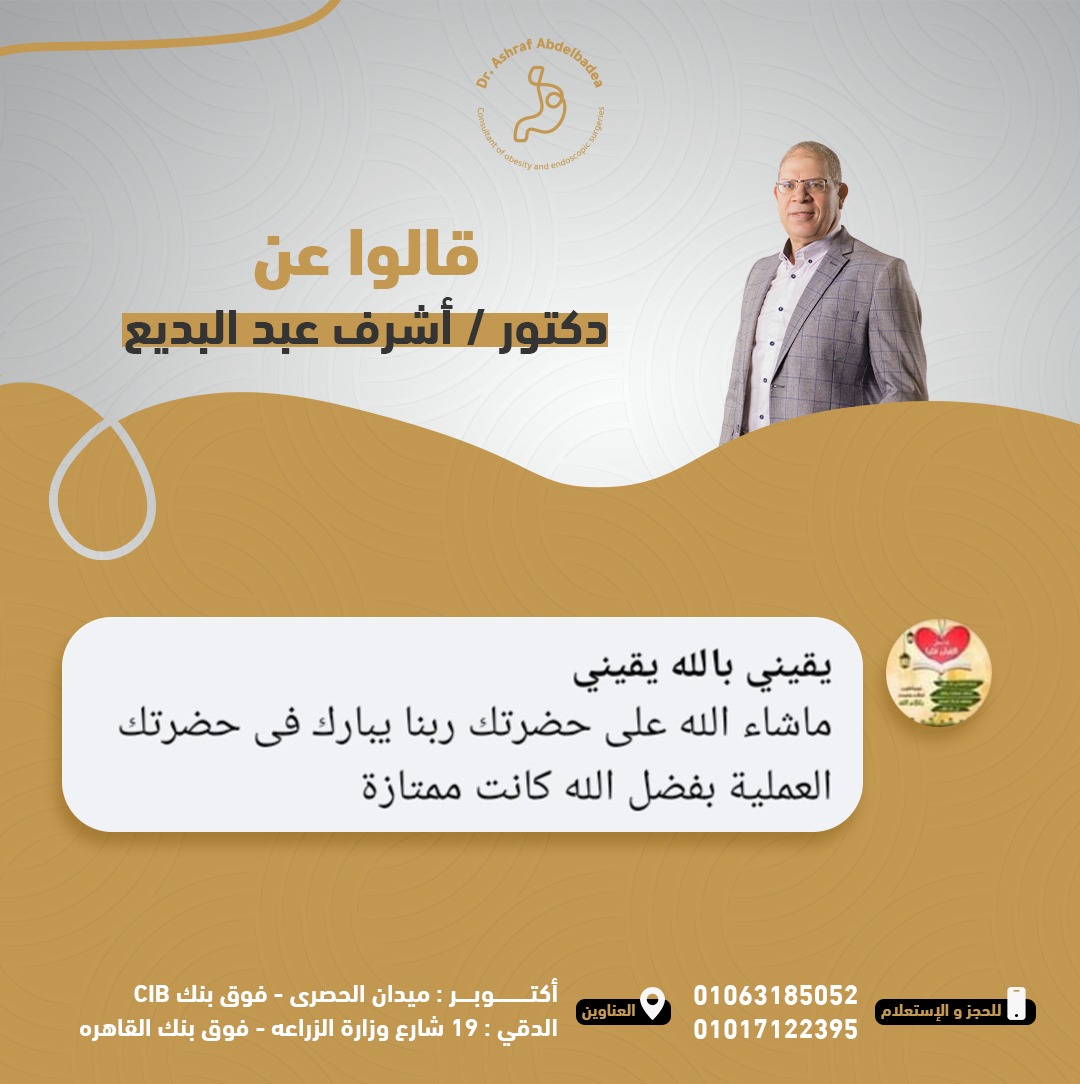 Dr. Ashraf Abdelbadea
Consultant of obesity and endoscopic surgeries
قالوا عن
دكتور / أشرف عبد البديع
يقيني بالله يقيني
ماشاء الله على حضرتك ربنا يبارك فى حضرتك
العملية بفضل الله كانت ممتازة
للحجز و الإستعلام
01063185052
01017122395
العناوين
أكتـــــــوبـــر : ميدان الحصرى - فوق بنك CIB
الدقي : 19 شارع وزارة الزراعه - فوق بنك القاهره